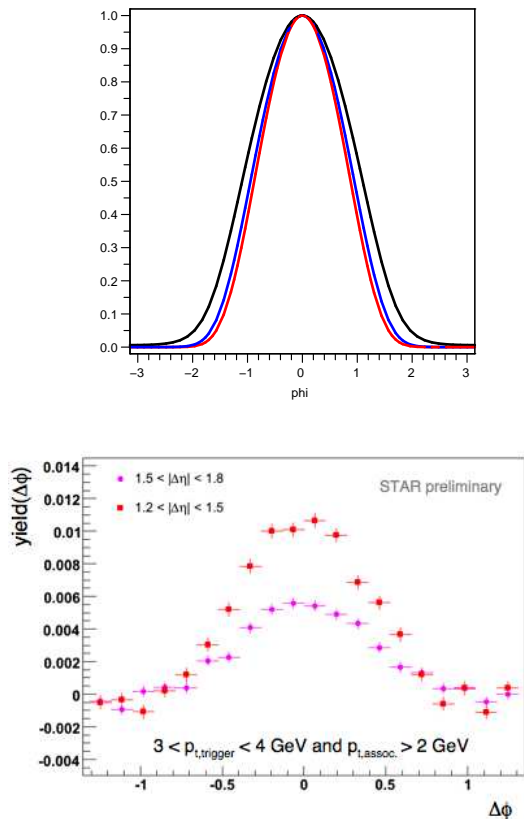 1.0
0.9
0.8
0.7
0.6
0.5
0.4
0.3
0.2
0.1
0.0
−3 −2 −1 0 1 2 3
phi
yield(Δϕ)
0.014
0.012
0.01
0.008
0.006
0.004
0.002
0
-0.002
-0.004
1.5 < |Δη| < 1.8
1.2 < |Δη| < 1.5
STAR preliminary
3 < pt,trigger < 4 GeV and pt,assoc. > 2 GeV
-1 -0.5 0 0.5 1
Δϕ